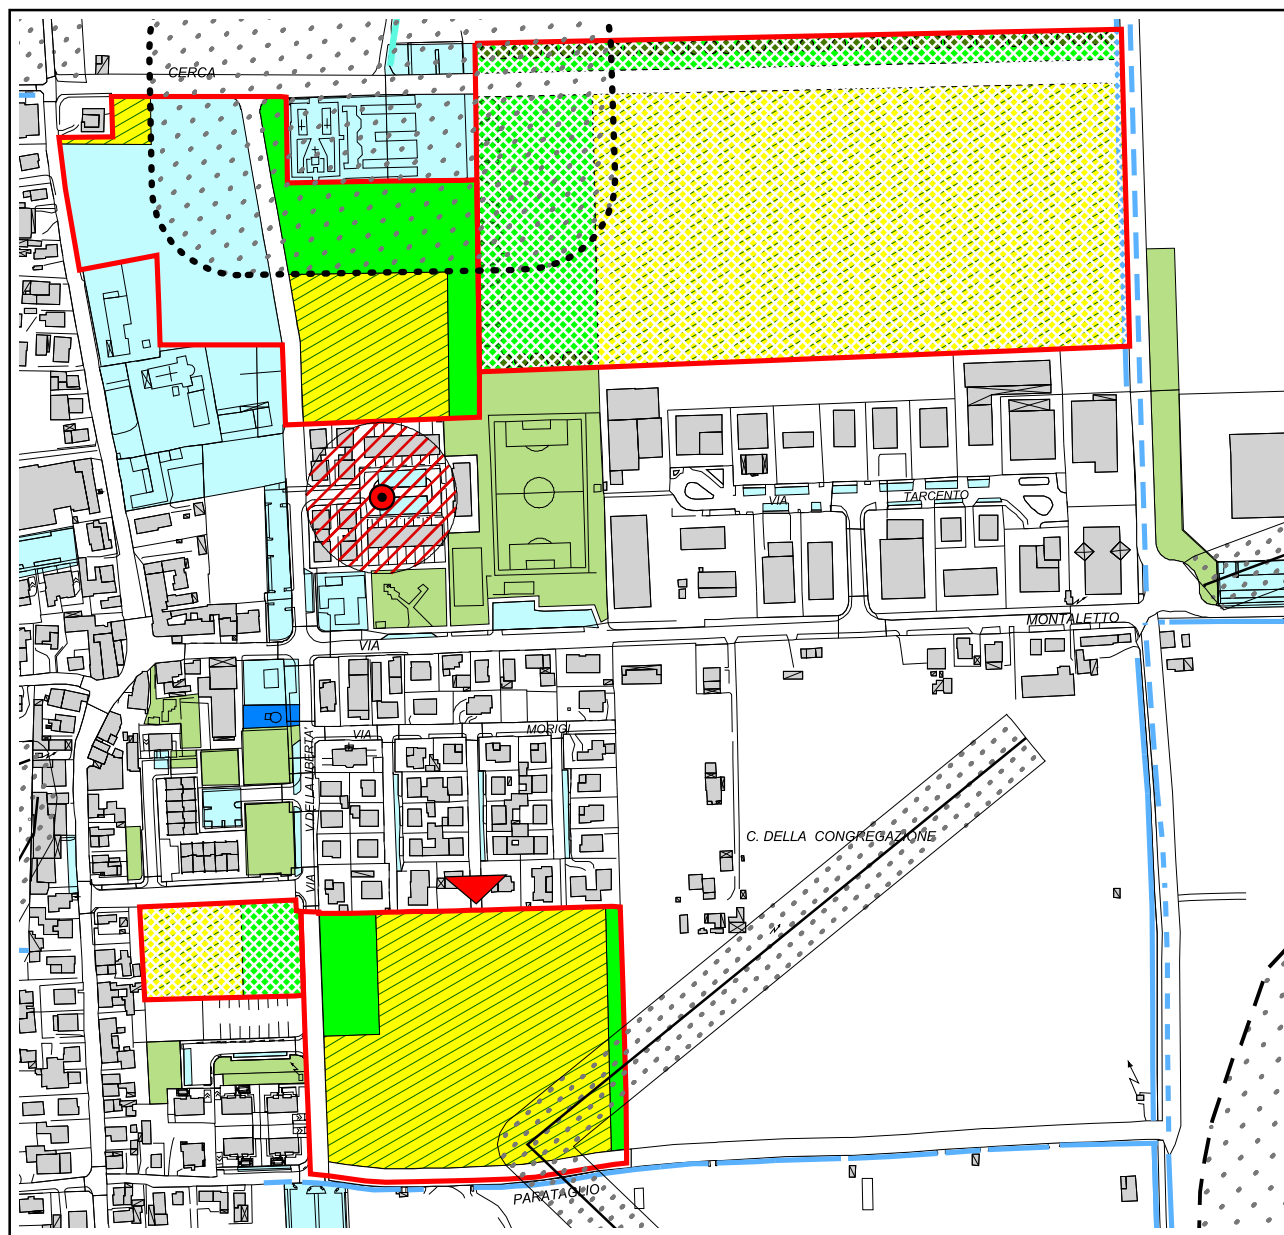 CERCA
VIA
TARCENTO
MONTALETTO
VIA
VIA
MORIGI
V.DELLA LIBERTA'
C. DELLA CONGREGAZIONE
VIA
PARATAGLIO